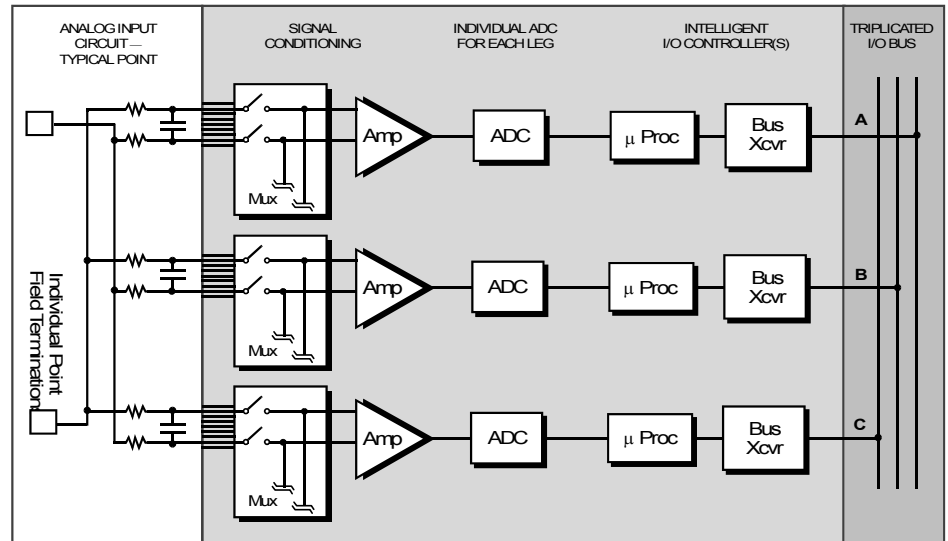 ANALOG INPUT
CIRCUIT —
TYPICAL POINT
SIGNAL
CONDITIONING
INDIVIDUAL ADC
FOR EACH LEG
INTELLIGENT
I/O CONTROLLER(S)
TRIPLICATED
I/O BUS
Mux
Amp
ADC
µ Proc
Bus
Xcvr
A
Mux
Amp
ADC
µ Proc
Bus
Xcvr
B
Mux
Amp
ADC
µ Proc
Bus
Xcvr
C
Individual Point
Field Terminations